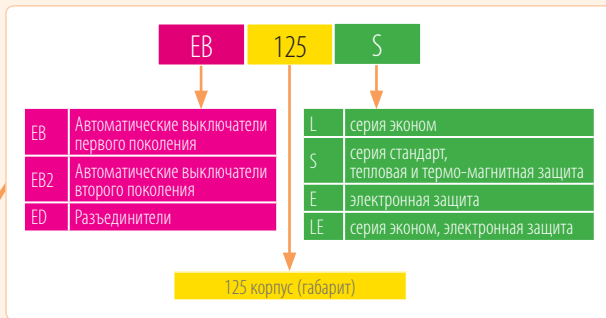 EB 125 S
EB Автоматические выключатели
первого поколения
EB2 Автоматические выключатели
второго поколения
ED Разъединители
L серия эконом
S серия стандарт,
тепловая и термо-магнитная защита
E электронная защита
LE серия эконом, электронная защита
125 корпус (габарит)